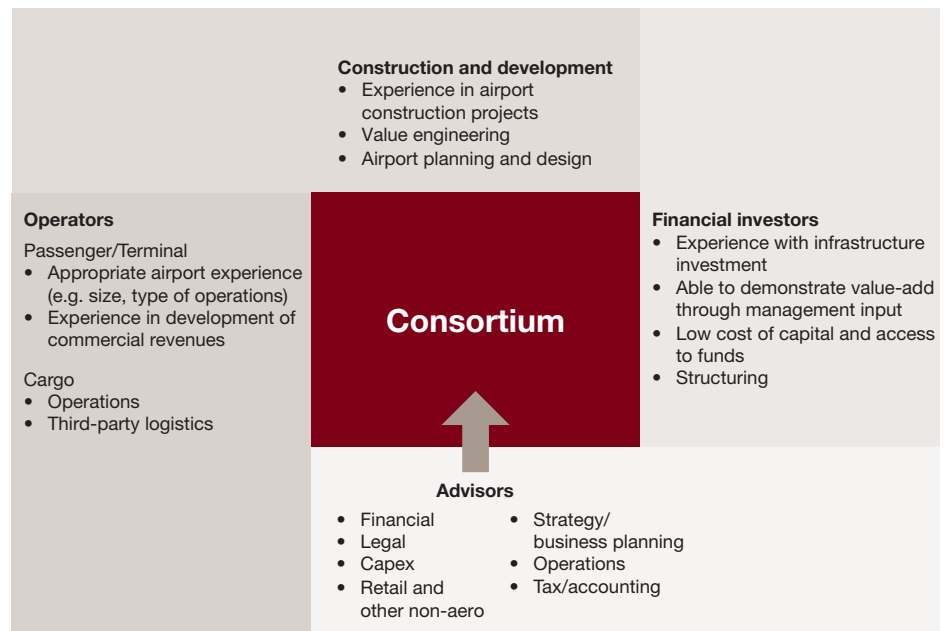 Construction and development
• Experience in airport
construction projects
• Value engineering
• Airport planning and design
Operators
Passenger/Terminal
• Appropriate airport experience
(e.g. size, type of operations)
• Experience in development of
commercial revenues
Cargo
• Operations
• Third-party logistics
Consortium
Financial investors
• Experience with infrastructure
investment
• Able to demonstrate value-add
through management input
• Low cost of capital and access
to funds
• Structuring
Advisors
• Financial
• Legal
• Capex
• Retail and
other non-aero
• Strategy/
business planning
• Operations
• Tax/accounting